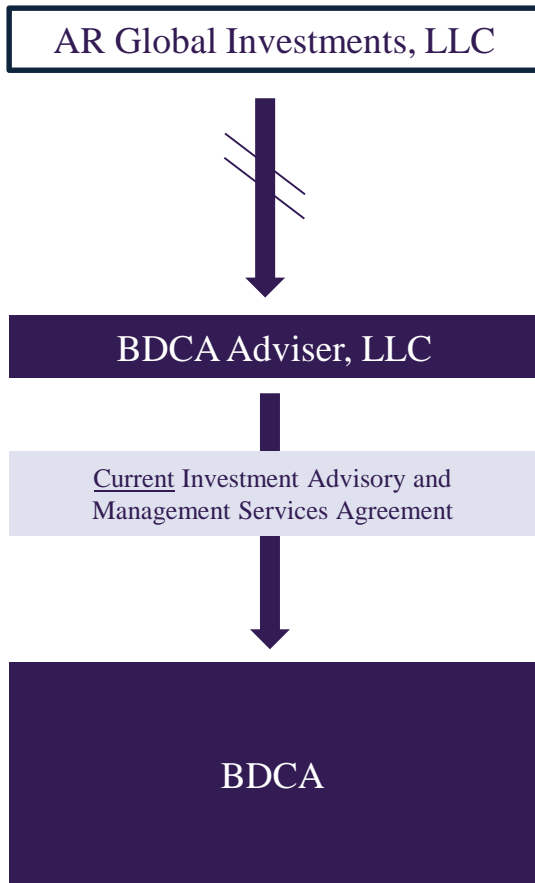 AR Global Investments, LLC
BDCA Adviser, LLC
Current Investment Advisory and
Management Services Agreement
BDCA